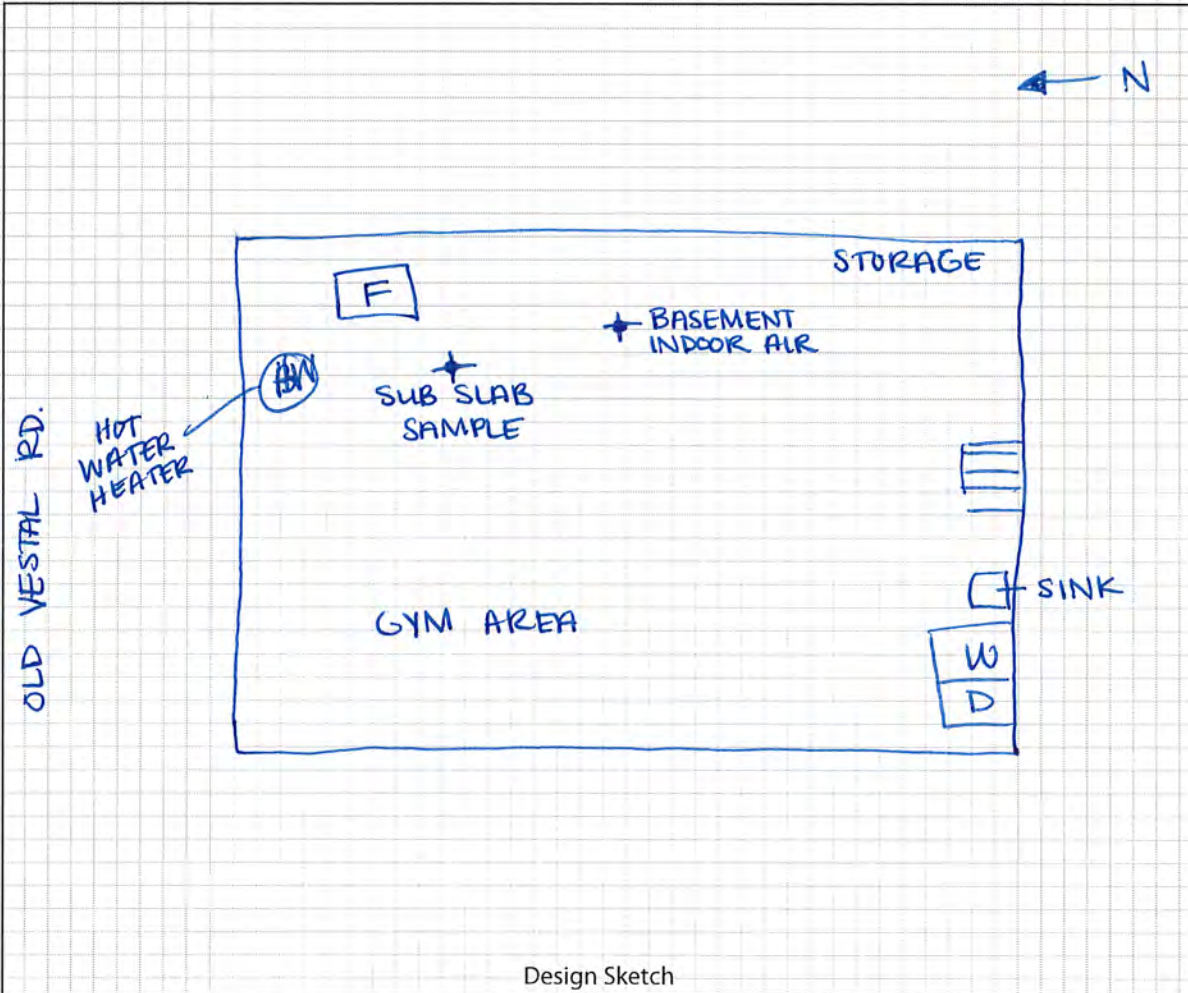 N
STORAGE
F
BASEMENT
INDOOR AIR
SUB SLAB
SAMPLE
HOT
WATER
HEATER
OLD VESTAL RD.
SINK
GYM AREA
W
D
Design Sketch